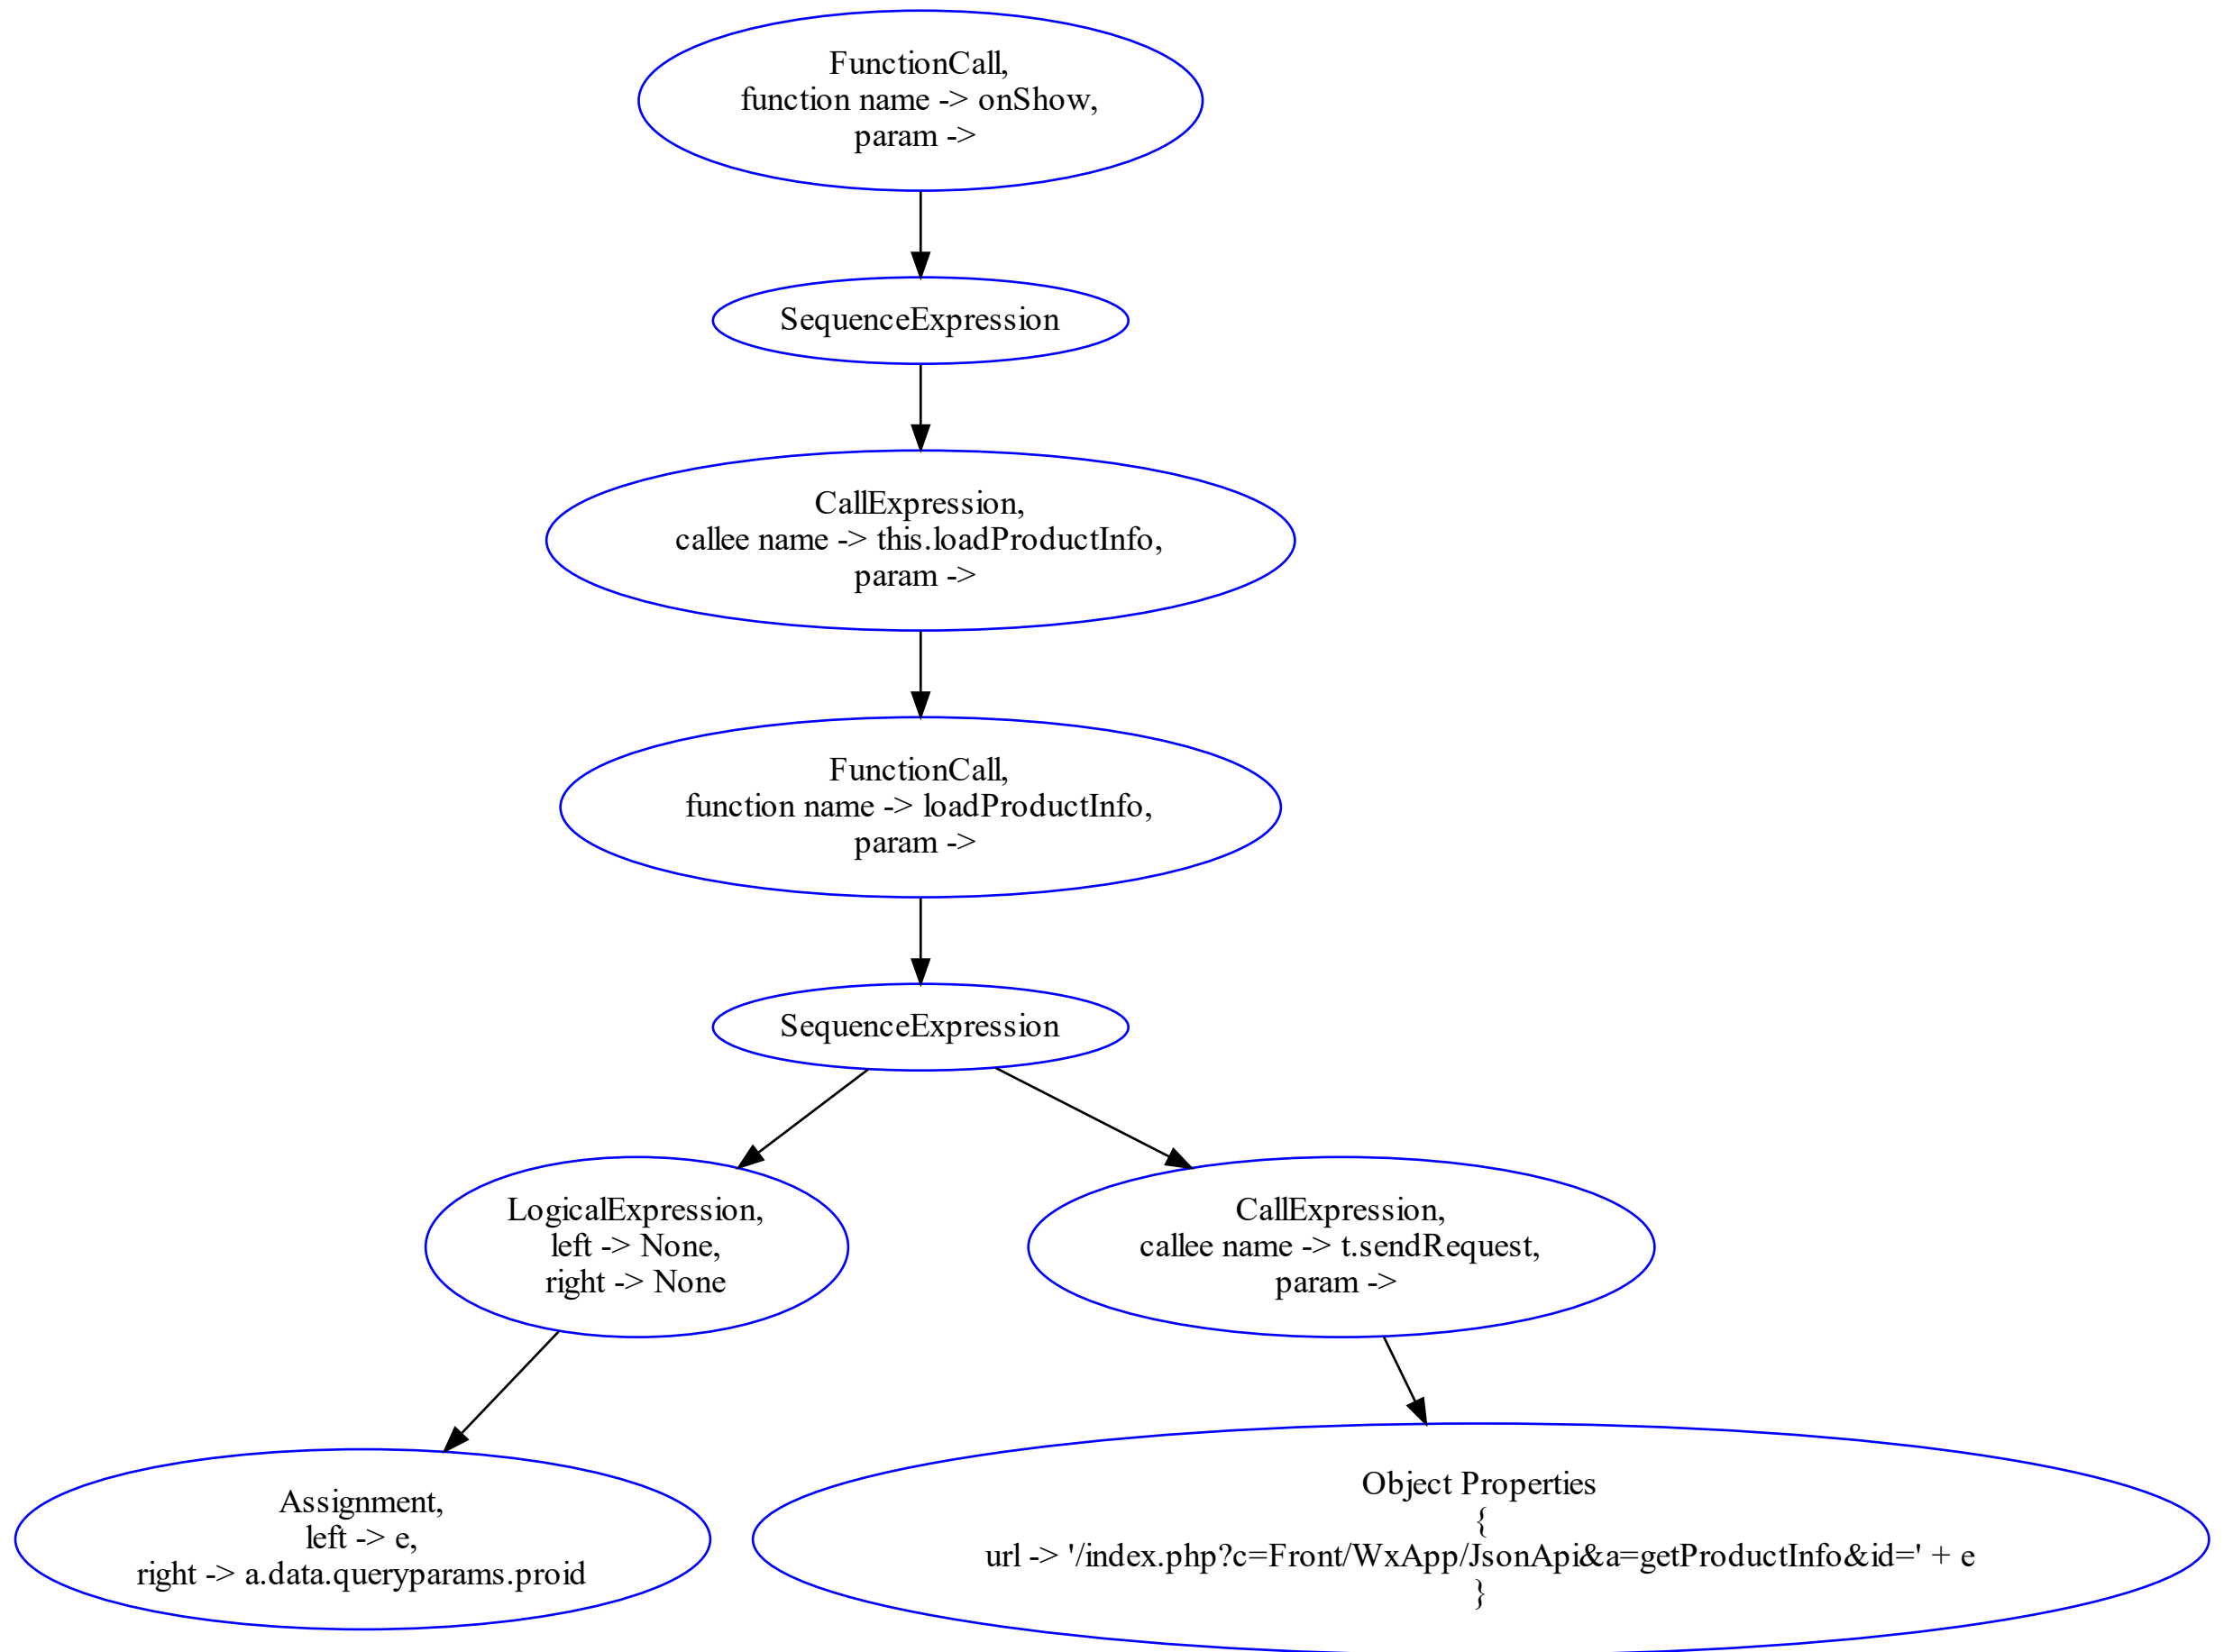 FunctionCall,
function name -> onShow,
param ->
SequenceExpression
CallExpression,
callee name -> this.loadProductInfo,
param ->
FunctionCall,
function name -> loadProductInfo,
param ->
SequenceExpression
LogicalExpression,
left -> None,
right -> None
CallExpression,
callee name -> t.sendRequest,
param ->
Assignment,
left -> e,
right -> a.data.queryparams.proid
Object Properties
{
url -> '/index.php?c=Front/WxApp/JsonApi&a=getProductInfo&id=' + e
}